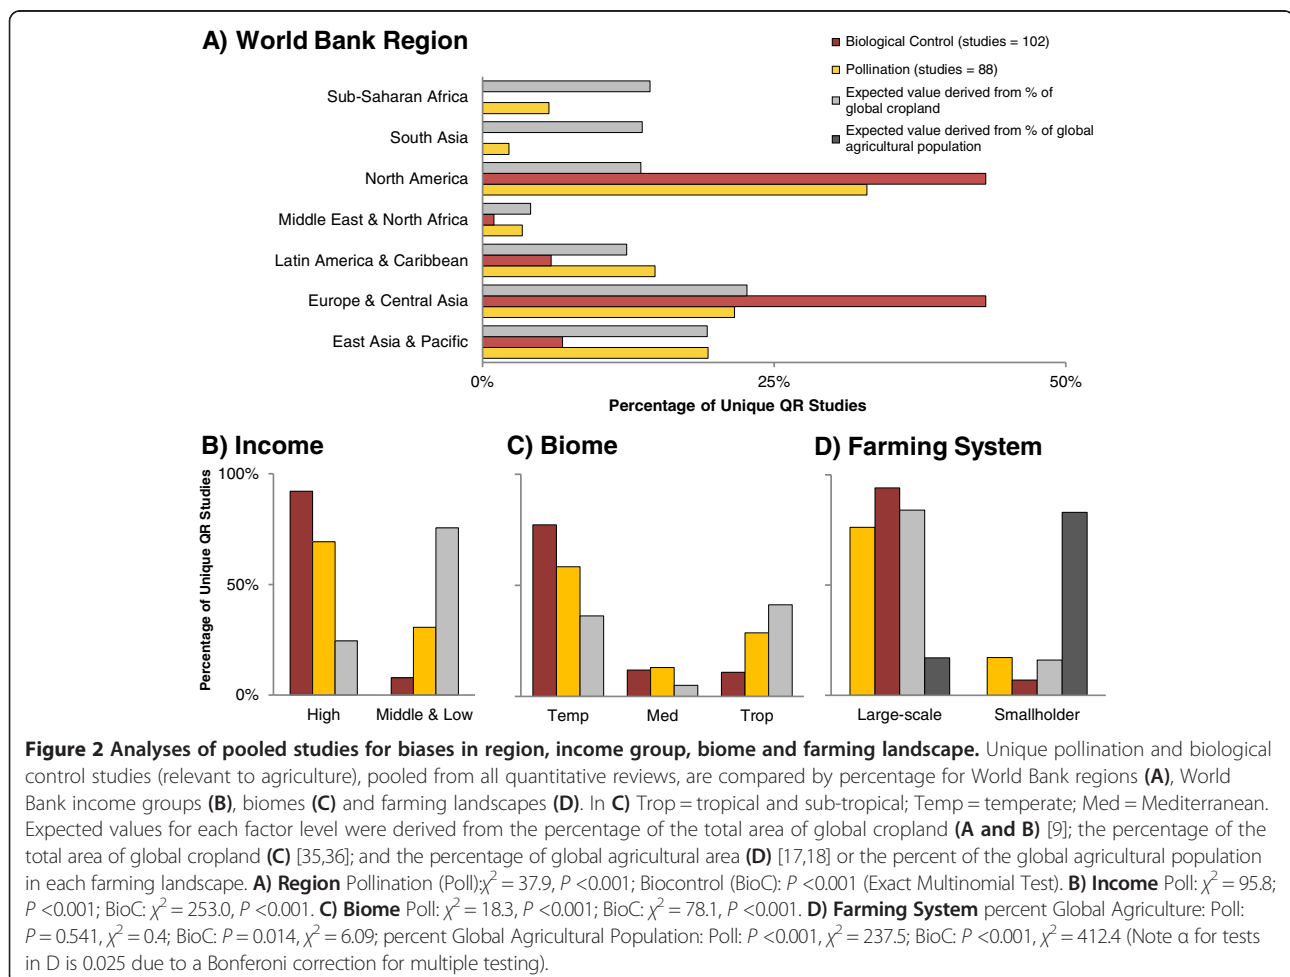 A) World Bank Region
Biological Control (studies = 102)
Pollination (studies = 88)
Expected value derived from % of
global cropland
Expected value derived from % of global
agricultural population
Sub-Saharan Africa
South Asia
North America
Middle East & North Africa
Latin America & Caribbean
Europe & Central Asia
East Asia & Pacific
0%
25%
50%
Percentage of Unique QR Studies
B) Income
C) Biome
D) Farming System
Percentage of Unique QR Studies
100%
50%
0%
High
Middle & Low
Temp
Med
Trop
Large-scale
Smallholder
Figure 2 Analyses of pooled studies for biases in region, income group, biome and farming landscape. Unique pollination and biological
control studies (relevant to agriculture), pooled from all quantitative reviews, are compared by percentage for World Bank regions (A), World
Bank income groups (B), biomes (C) and farming landscapes (D). In C) Trop = tropical and sub-tropical; Temp = temperate; Med = Mediterranean.
Expected values for each factor level were derived from the percentage of the total area of global cropland (A and B) [9]; the percentage of the
total area of global cropland (C) [35,36]; and the percentage of global agricultural area (D) [17,18] or the percent of the global agricultural population
in each farming landscape. A) Region Pollination (Poll):χ² = 37.9, P <0.001; Biocontrol (BioC): P <0.001 (Exact Multinomial Test). B) Income Poll: χ² = 95.8;
P <0.001; BioC: χ² = 253.0, P <0.001. C) Biome Poll: χ² = 18.3, P <0.001; BioC: χ² = 78.1, P <0.001. D) Farming System percent Global Agriculture: Poll:
P = 0.541, χ² = 0.4; BioC: P = 0.014, χ² = 6.09; percent Global Agricultural Population: Poll: P <0.001, χ² = 237.5; BioC: P <0.001, χ² = 412.4 (Note α for tests
in D is 0.025 due to a Bonferoni correction for multiple testing).